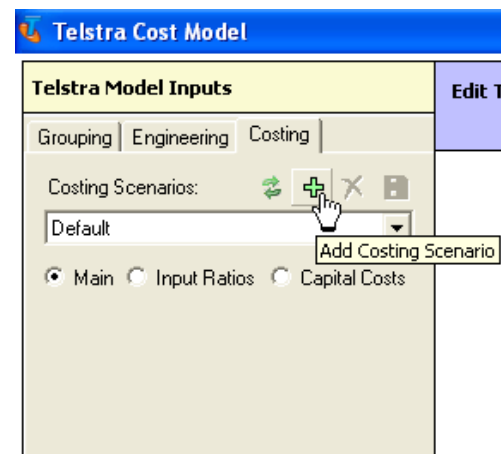 Telstra Cost Model
Telstra Model Inputs
Edit T
Grouping Engineering Costing
Costing Scenarios:
Default
Add Costing Scenario
Main Input Ratios Capital Costs